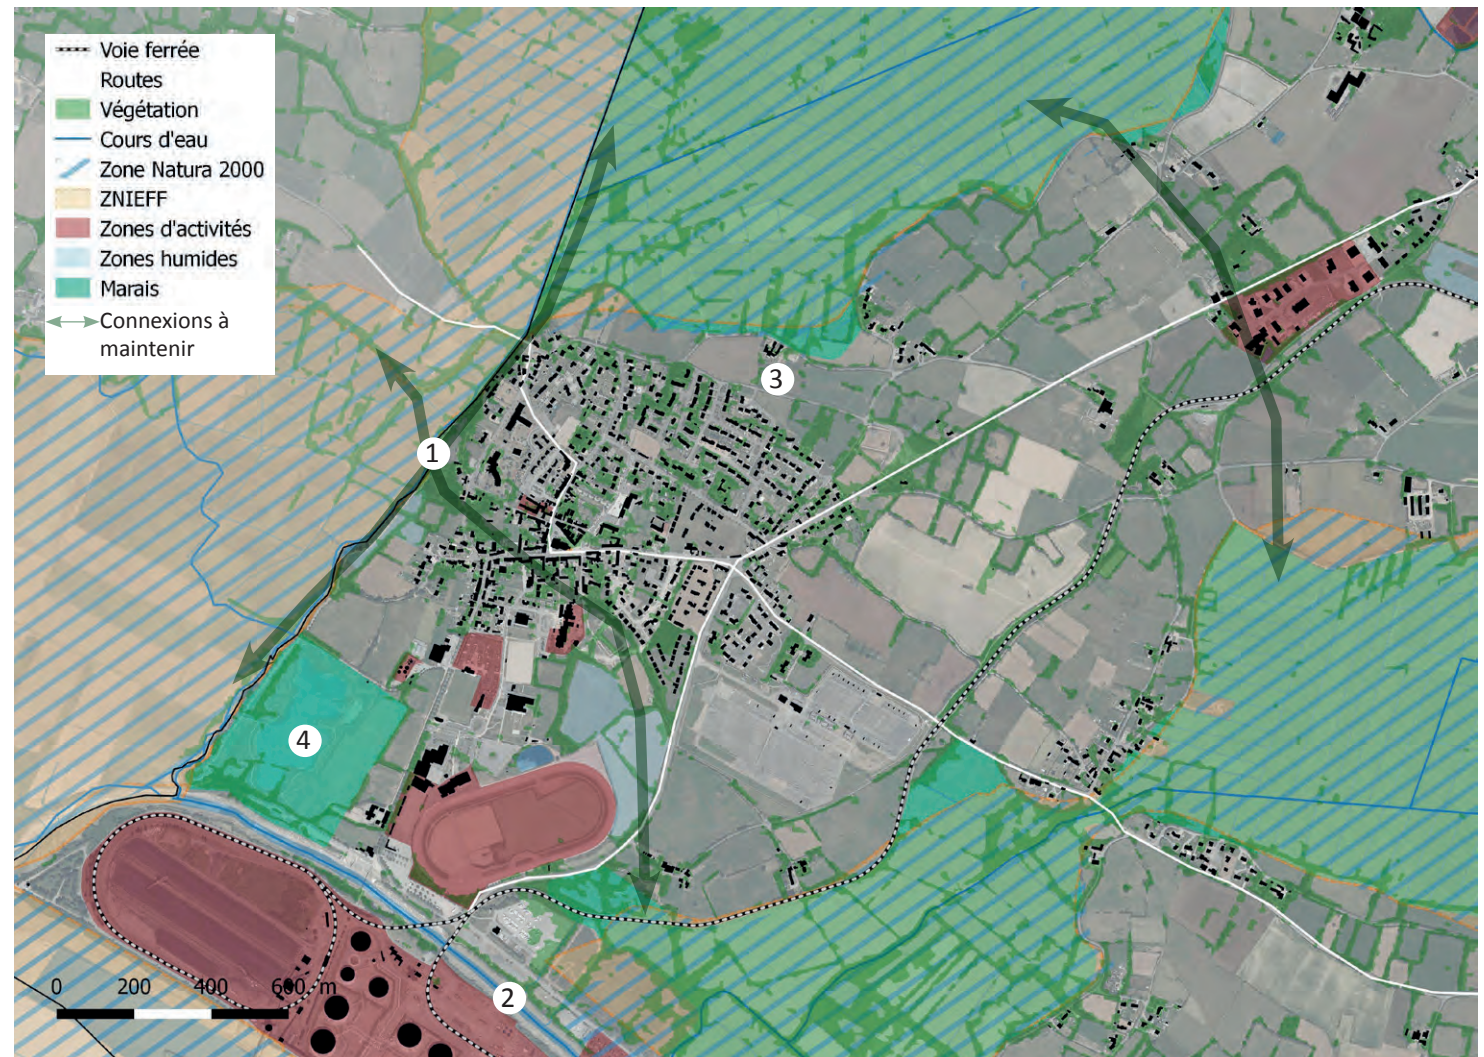 Voie ferrée
Routes
Végétation
Cours d'eau
Zone Natura 2000
ZNIEFF
Zones d'activités
Zones humides
Marais
Connexions à
maintenir
1
3
4
2
0 200 400 600 m